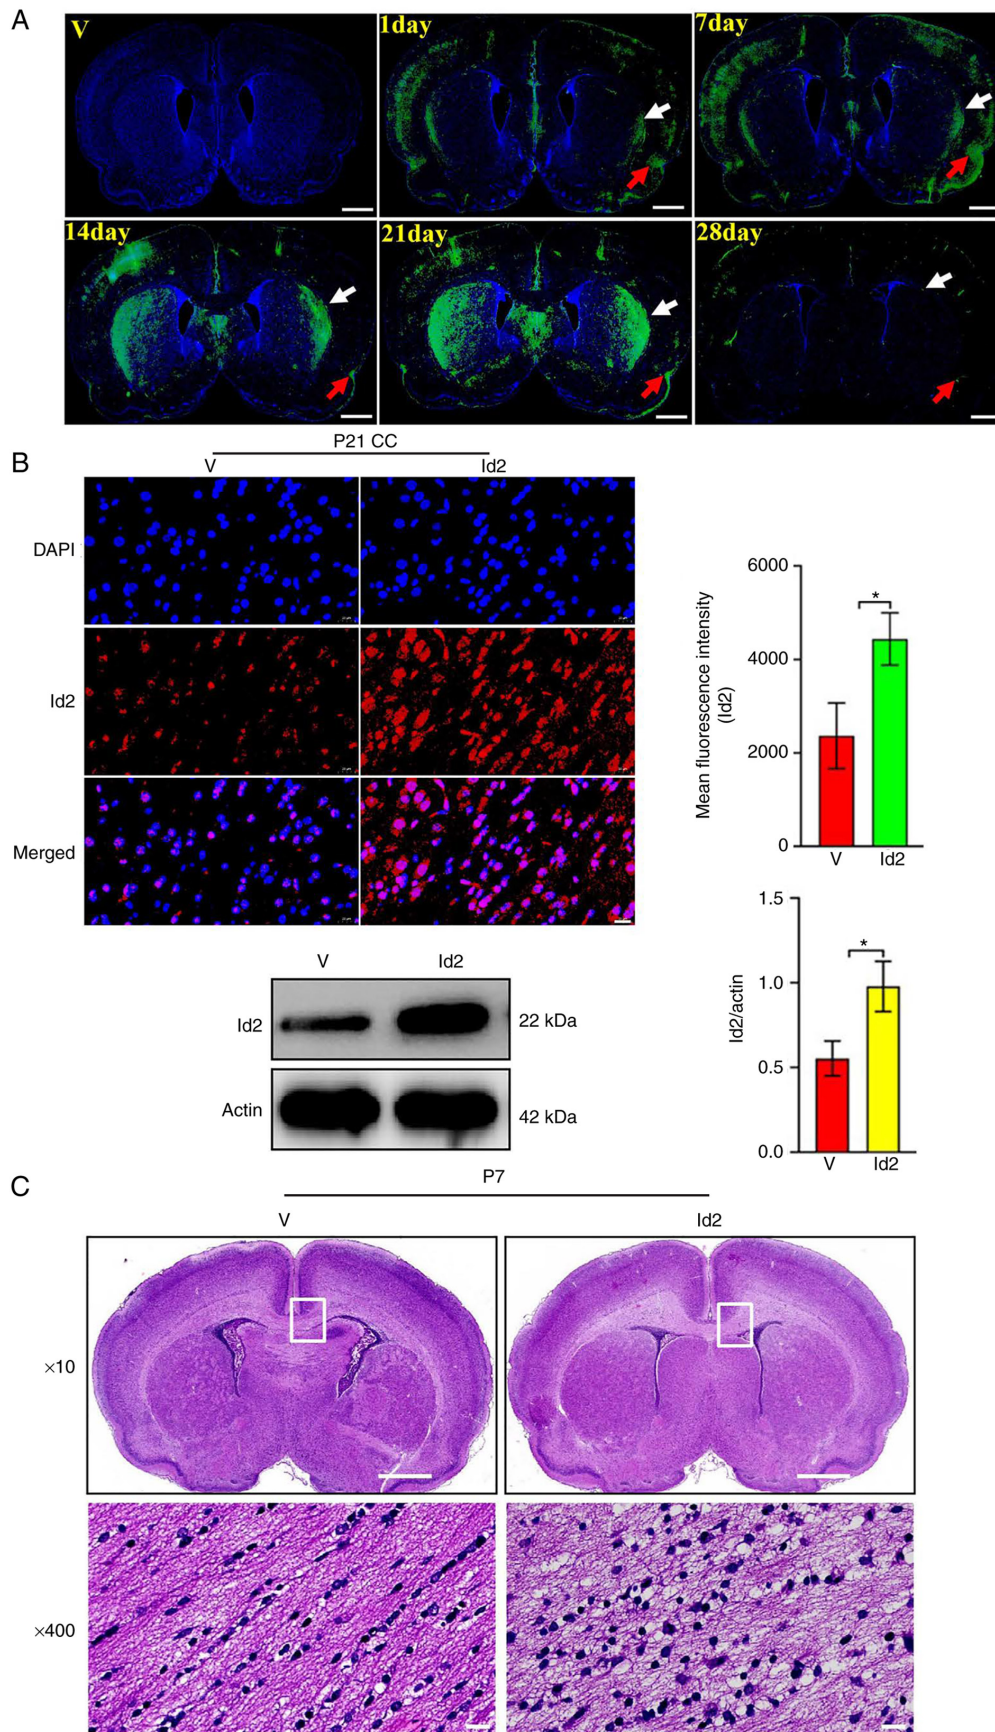 A
V
1day
7day
14day
21day
28day
B
P21 CC
V
Id2
DAPI
Id2
Merged
6000
4000
2000
0
Mean fluorescence intensity
(Id2)
*
V
Id2
V
Id2
Id2
22 kDa
Actin
42 kDa
1.5
1.0
0.5
0.0
Id2/actin
*
V
Id2
C
P7
V
Id2
×10
×400